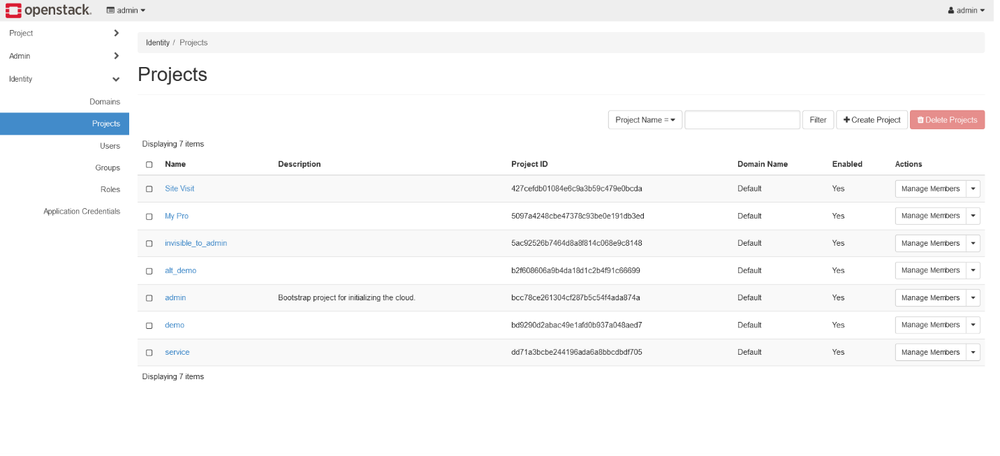 openstack. admin admin
Project
Admin
Identity
Domains
Projects
Users
Groups
Roles
Application Credentials
Identity / Projects
Projects
Project Name = Filter Create Project Delete Projects
Displaying 7 items
Name Description Project ID Domain Name Enabled Actions
Site Visit 427cefdb01084e6c9a3b59c479e0bcda Default Yes Manage Members
My Pro 5097a4248cbe47378c93be0e191db3ed Default Yes Manage Members
invisible_to_admin 5ac92526b7464d8a8f814c068e9c8148 Default Yes Manage Members
alt_demo b2f608606a9b4da18d1c2b4f91c66699 Default Yes Manage Members
admin Bootstrap project for initializing the cloud. bcc78ce261304cf287b5c54f4ada874a Default Yes Manage Members
demo bd9290d2abac49e1afd0b937a048aed7 Default Yes Manage Members
service dd71a3bcbe244196ada6a8bbcdbdf705 Default Yes Manage Members
Displaying 7 items